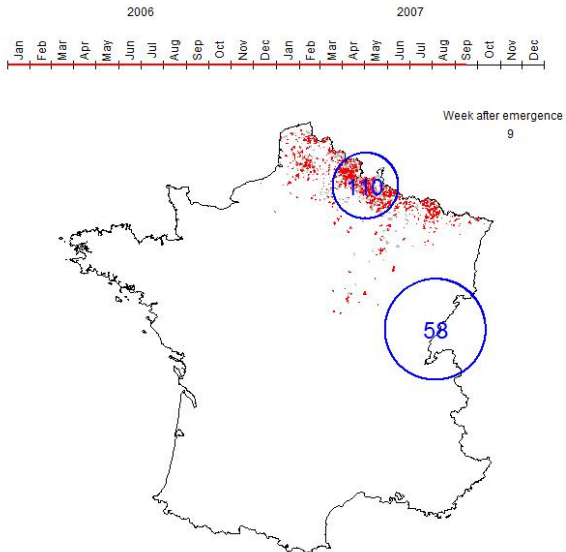 2006 2007
Jan Feb Mar Apr May Jun Jul Aug Sep Oct Nov Dec Jan Feb Mar Apr May Jun Jul Aug Sep Oct Nov Dec
Week after emergence
9
110
58